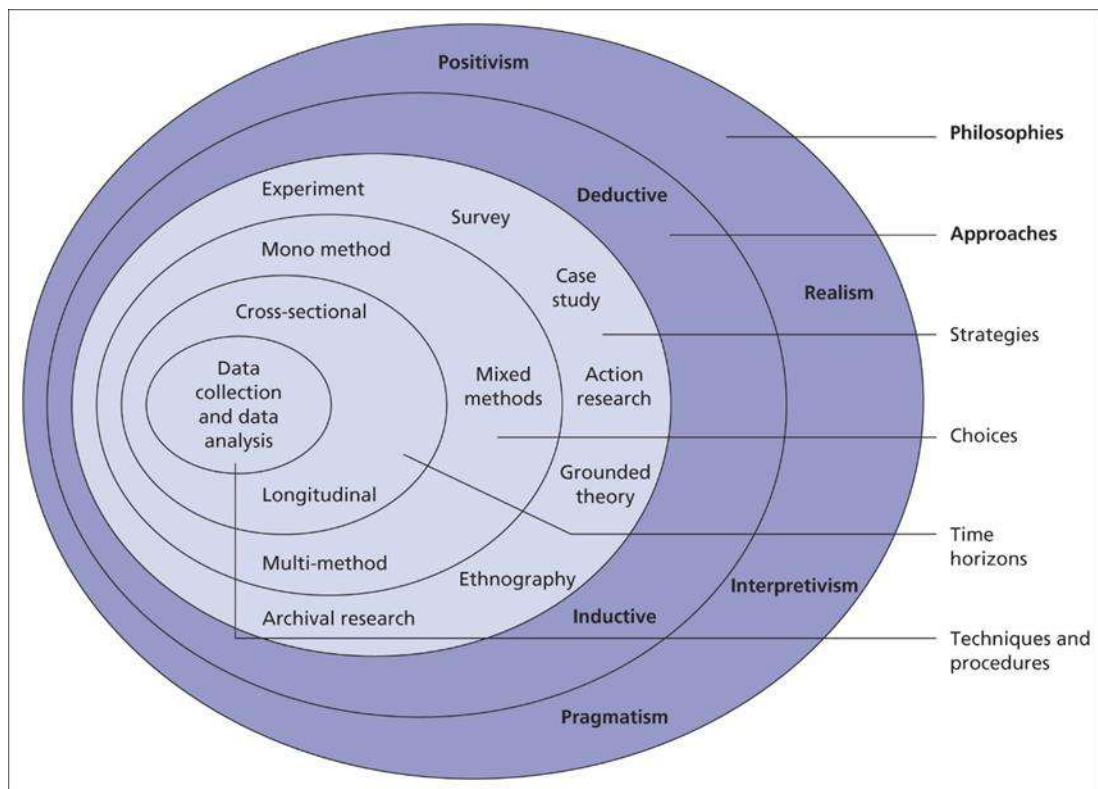 Positivism
Philosophies
Experiment
Deductive
Survey
Approaches
Mono method
Case
study
Realism
Cross-sectional
Strategies
Data
collection
and data
analysis
Mixed
methods
Action
research
Choices
Grounded
theory
Longitudinal
Time
horizons
Multi-method
Ethnography
Interpretivism
Archival research
Inductive
Techniques and
procedures
Pragmatism